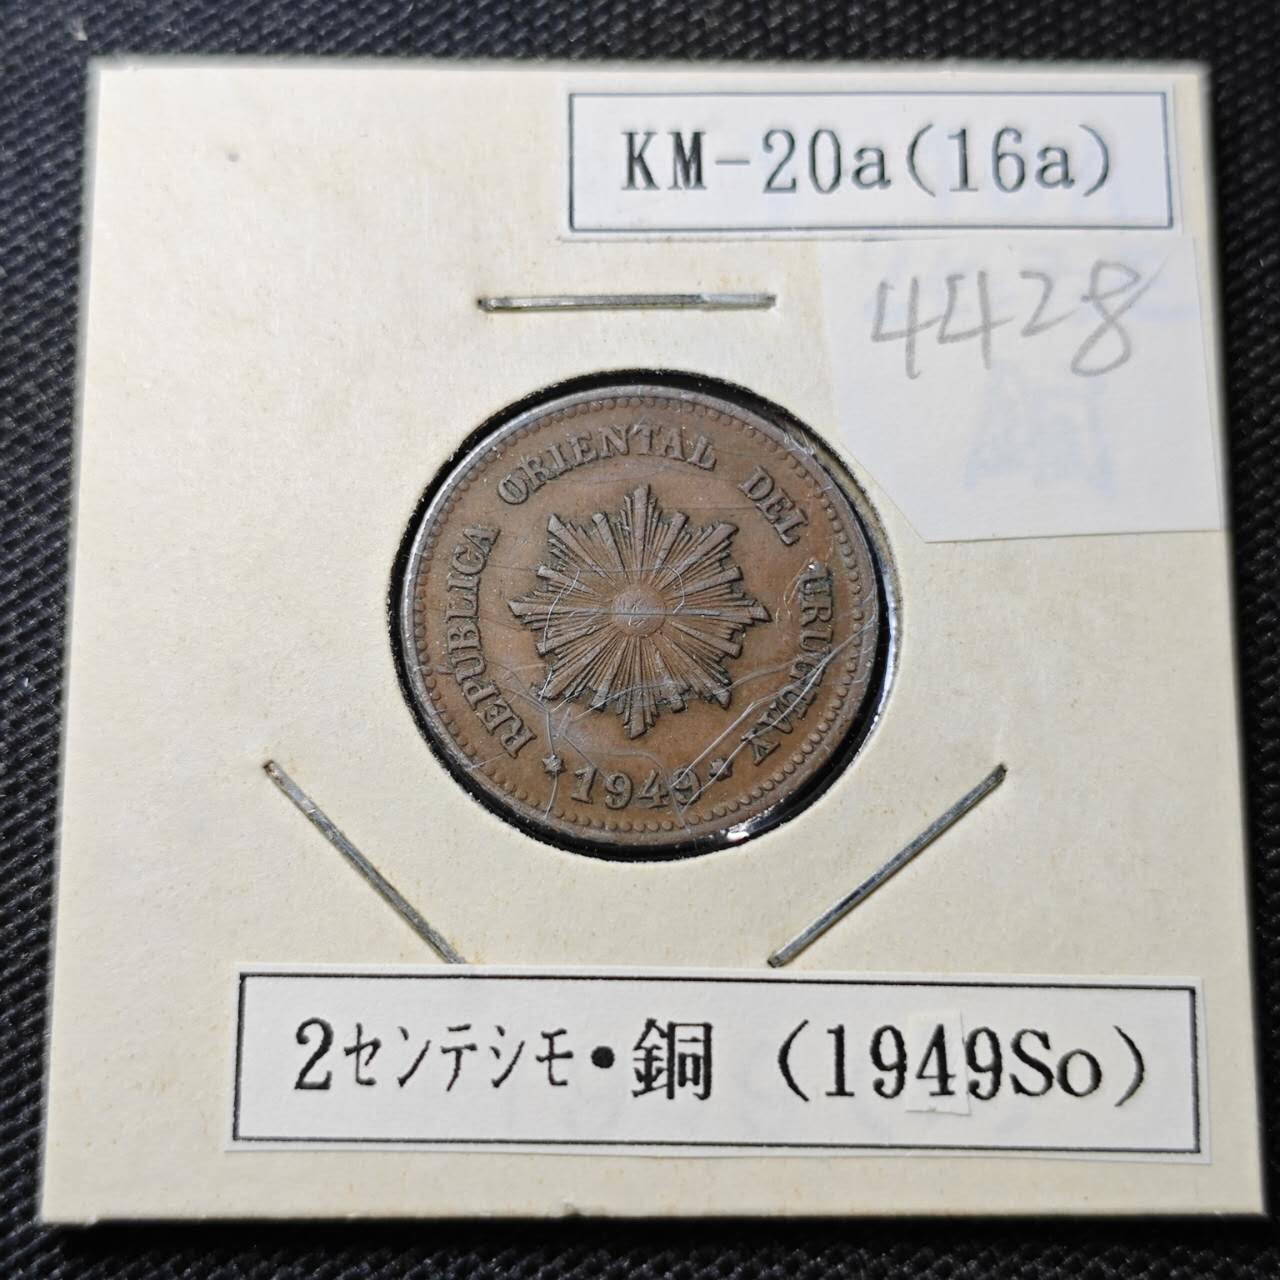 KM-20a(16a)
4428
REPUBLICA ORIENTAL DEL URUGUAY
★1949★
2センテシモ•銅 (1949So)